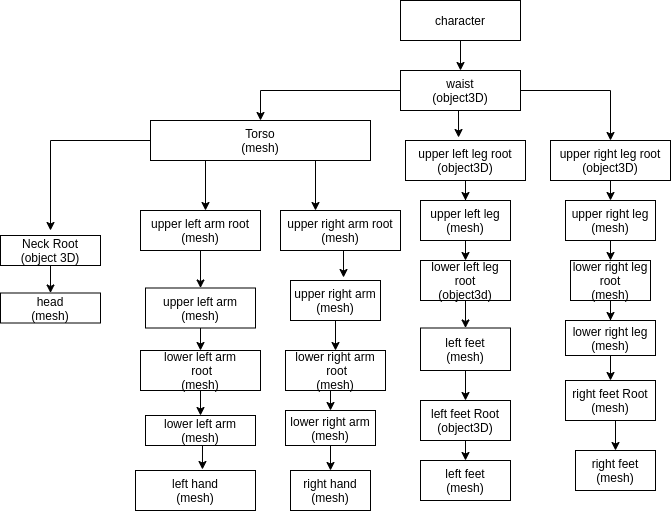 character
waist
(object3D)
Torso
(mesh)
upper left leg root
(object3D)
upper right leg root
(object3D)
Neck Root
(object 3D)
head
(mesh)
upper left arm root
(mesh)
upper left arm
(mesh)
lower left arm
root
(mesh)
lower left arm
(mesh)
left hand
(mesh)
upper right arm root
(mesh)
upper right arm
(mesh)
lower right arm
root
(mesh)
lower right arm
(mesh)
right hand
(mesh)
upper left leg
(mesh)
lower left leg
root
(object3d)
left feet
(mesh)
left feet Root
(object3D)
left feet
(mesh)
upper right leg
(mesh)
lower right leg
root
(mesh)
lower right leg
(mesh)
right feet Root
(mesh)
right feet
(mesh)